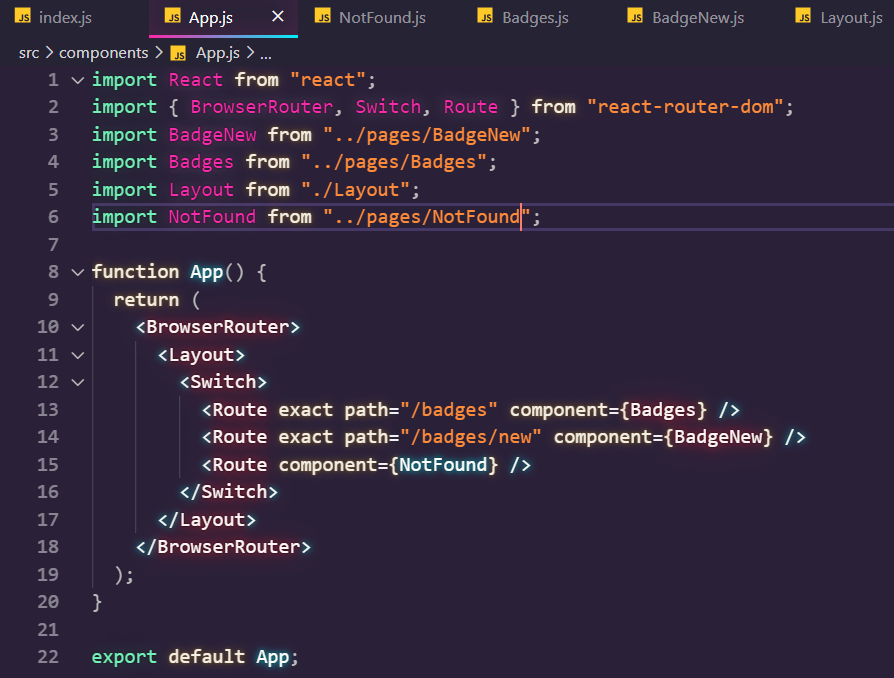 JS index.js JS App.js × JS NotFound.js JS Badges.js JS BadgeNew.js JS Layout.js
src > components > JS App.js > ...
1 import React from "react";
2 import { BrowserRouter, Switch, Route } from "react-router-dom";
3 import BadgeNew from "../pages/BadgeNew";
4 import Badges from "../pages/Badges";
5 import Layout from "./Layout";
6 import NotFound from "../pages/NotFound";
7
8 function App() {
9   return (
10     <BrowserRouter>
11       <Layout>
12         <Switch>
13           <Route exact path="/badges" component={Badges} />
14           <Route exact path="/badges/new" component={BadgeNew} />
15           <Route component={NotFound} />
16         </Switch>
17       </Layout>
18     </BrowserRouter>
19   );
20 }
21
22 export default App;